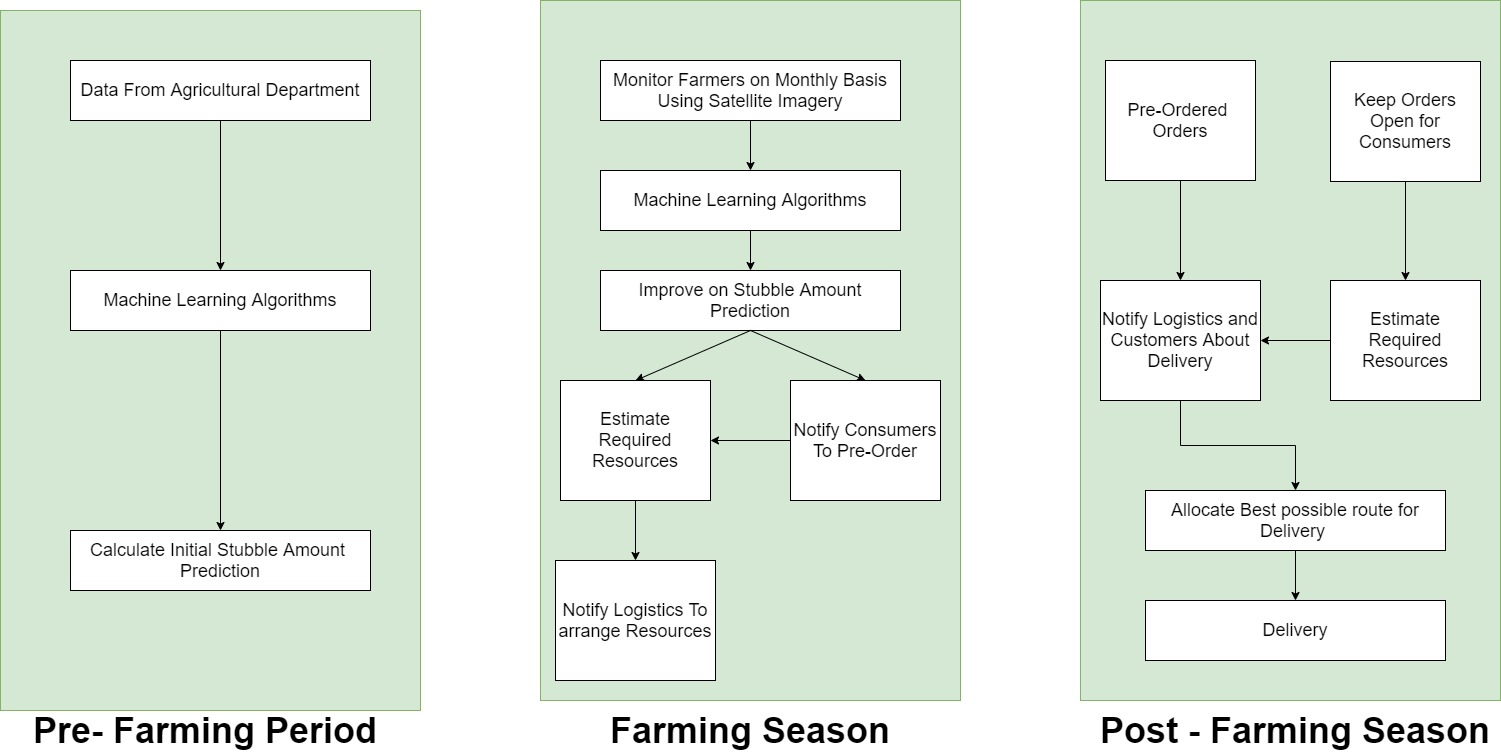 Data From Agricultural Department
Machine Learning Algorithms
Calculate Initial Stubble Amount
Prediction
Pre- Farming Period
Monitor Farmers on Monthly Basis
Using Satellite Imagery
Machine Learning Algorithms
Improve on Stubble Amount
Prediction
Estimate
Required
Resources
Notify Consumers
To Pre-Order
Notify Logistics To
arrange Resources
Farming Season
Pre-Ordered
Orders
Keep Orders
Open for
Consumers
Notify Logistics and
Customers About
Delivery
Estimate
Required
Resources
Allocate Best possible route for
Delivery
Delivery
Post - Farming Season